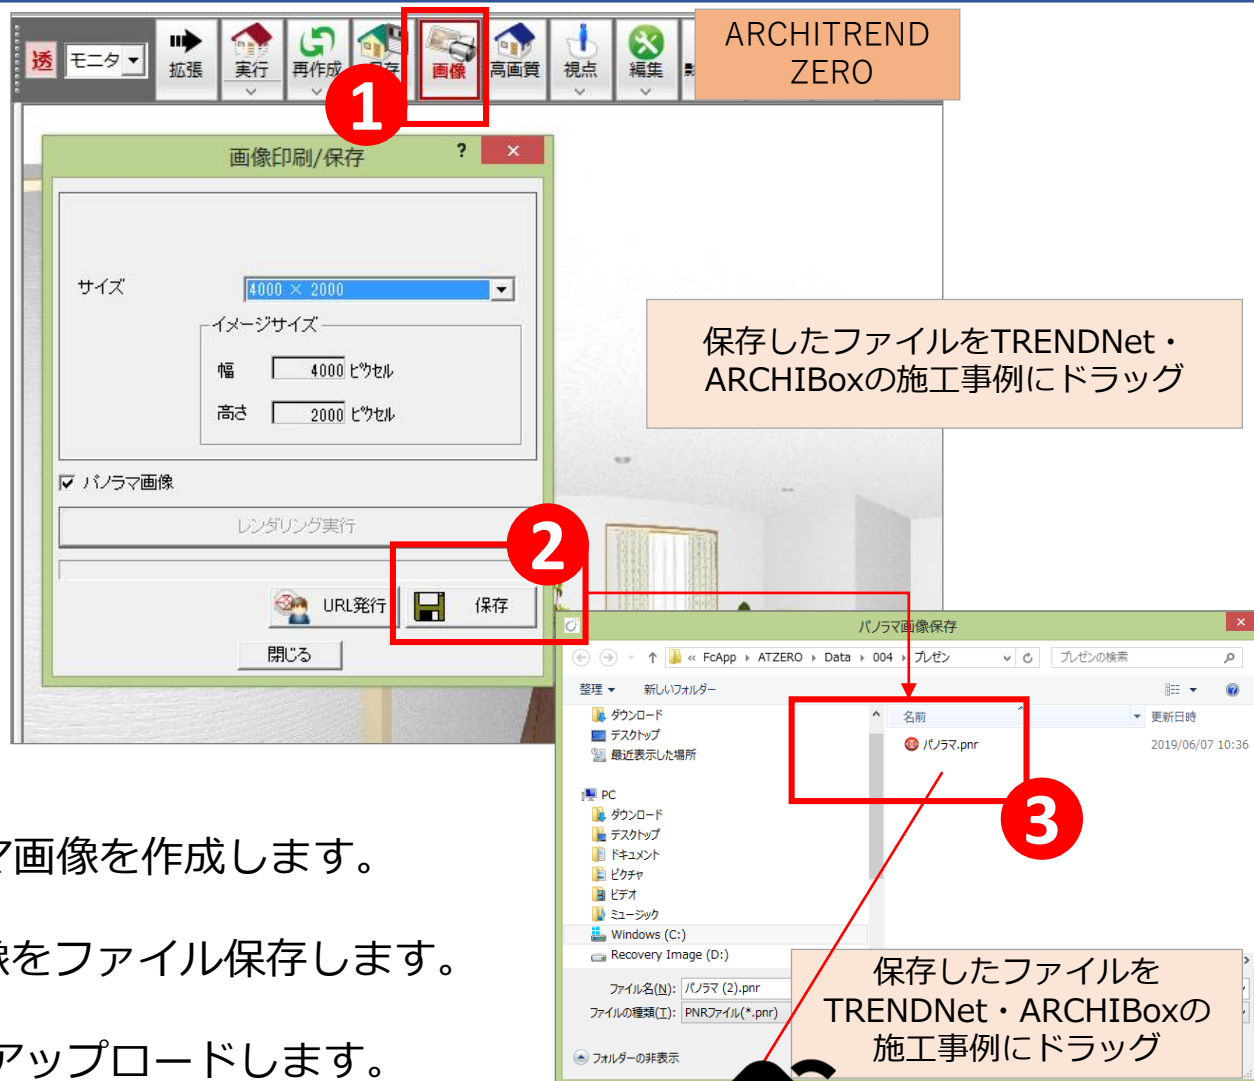 透
モニタ
拡張
実行
再作成
保存
画像
高画質
視点
編集
ARCHITREND
ZERO
1
画像印刷/保存
?
サイズ
4000 × 2000
イメージサイズ
幅
4000 ピクセル
高さ
2000 ピクセル
パノラマ画像
レンダリング実行
URL発行
保存
閉じる
2
保存したファイルをTRENDNet・
ARCHIBoxの施工事例にドラッグ
パノラマ画像保存
« FcApp ATZERO Data 004 プレゼン
プレゼンの検索
整理
新しいフォルダー
ダウンロード
デスクトップ
最近表示した場所
PC
ダウンロード
デスクトップ
ドキュメント
ピクチャ
ビデオ
ミュージック
Windows (C:)
Recovery Image (D:)
名前
更新日時
パノラマ.pnr
2019/06/07 10:36
3
ファイル名(N): パノラマ (2).pnr
ファイルの種類(T): PNRファイル(*.pnr)
フォルダーの非表示
保存したファイルを
TRENDNet・ARCHIBoxの
施工事例にドラッグ
マ画像を作成します。
像をファイル保存します。
アップロードします。